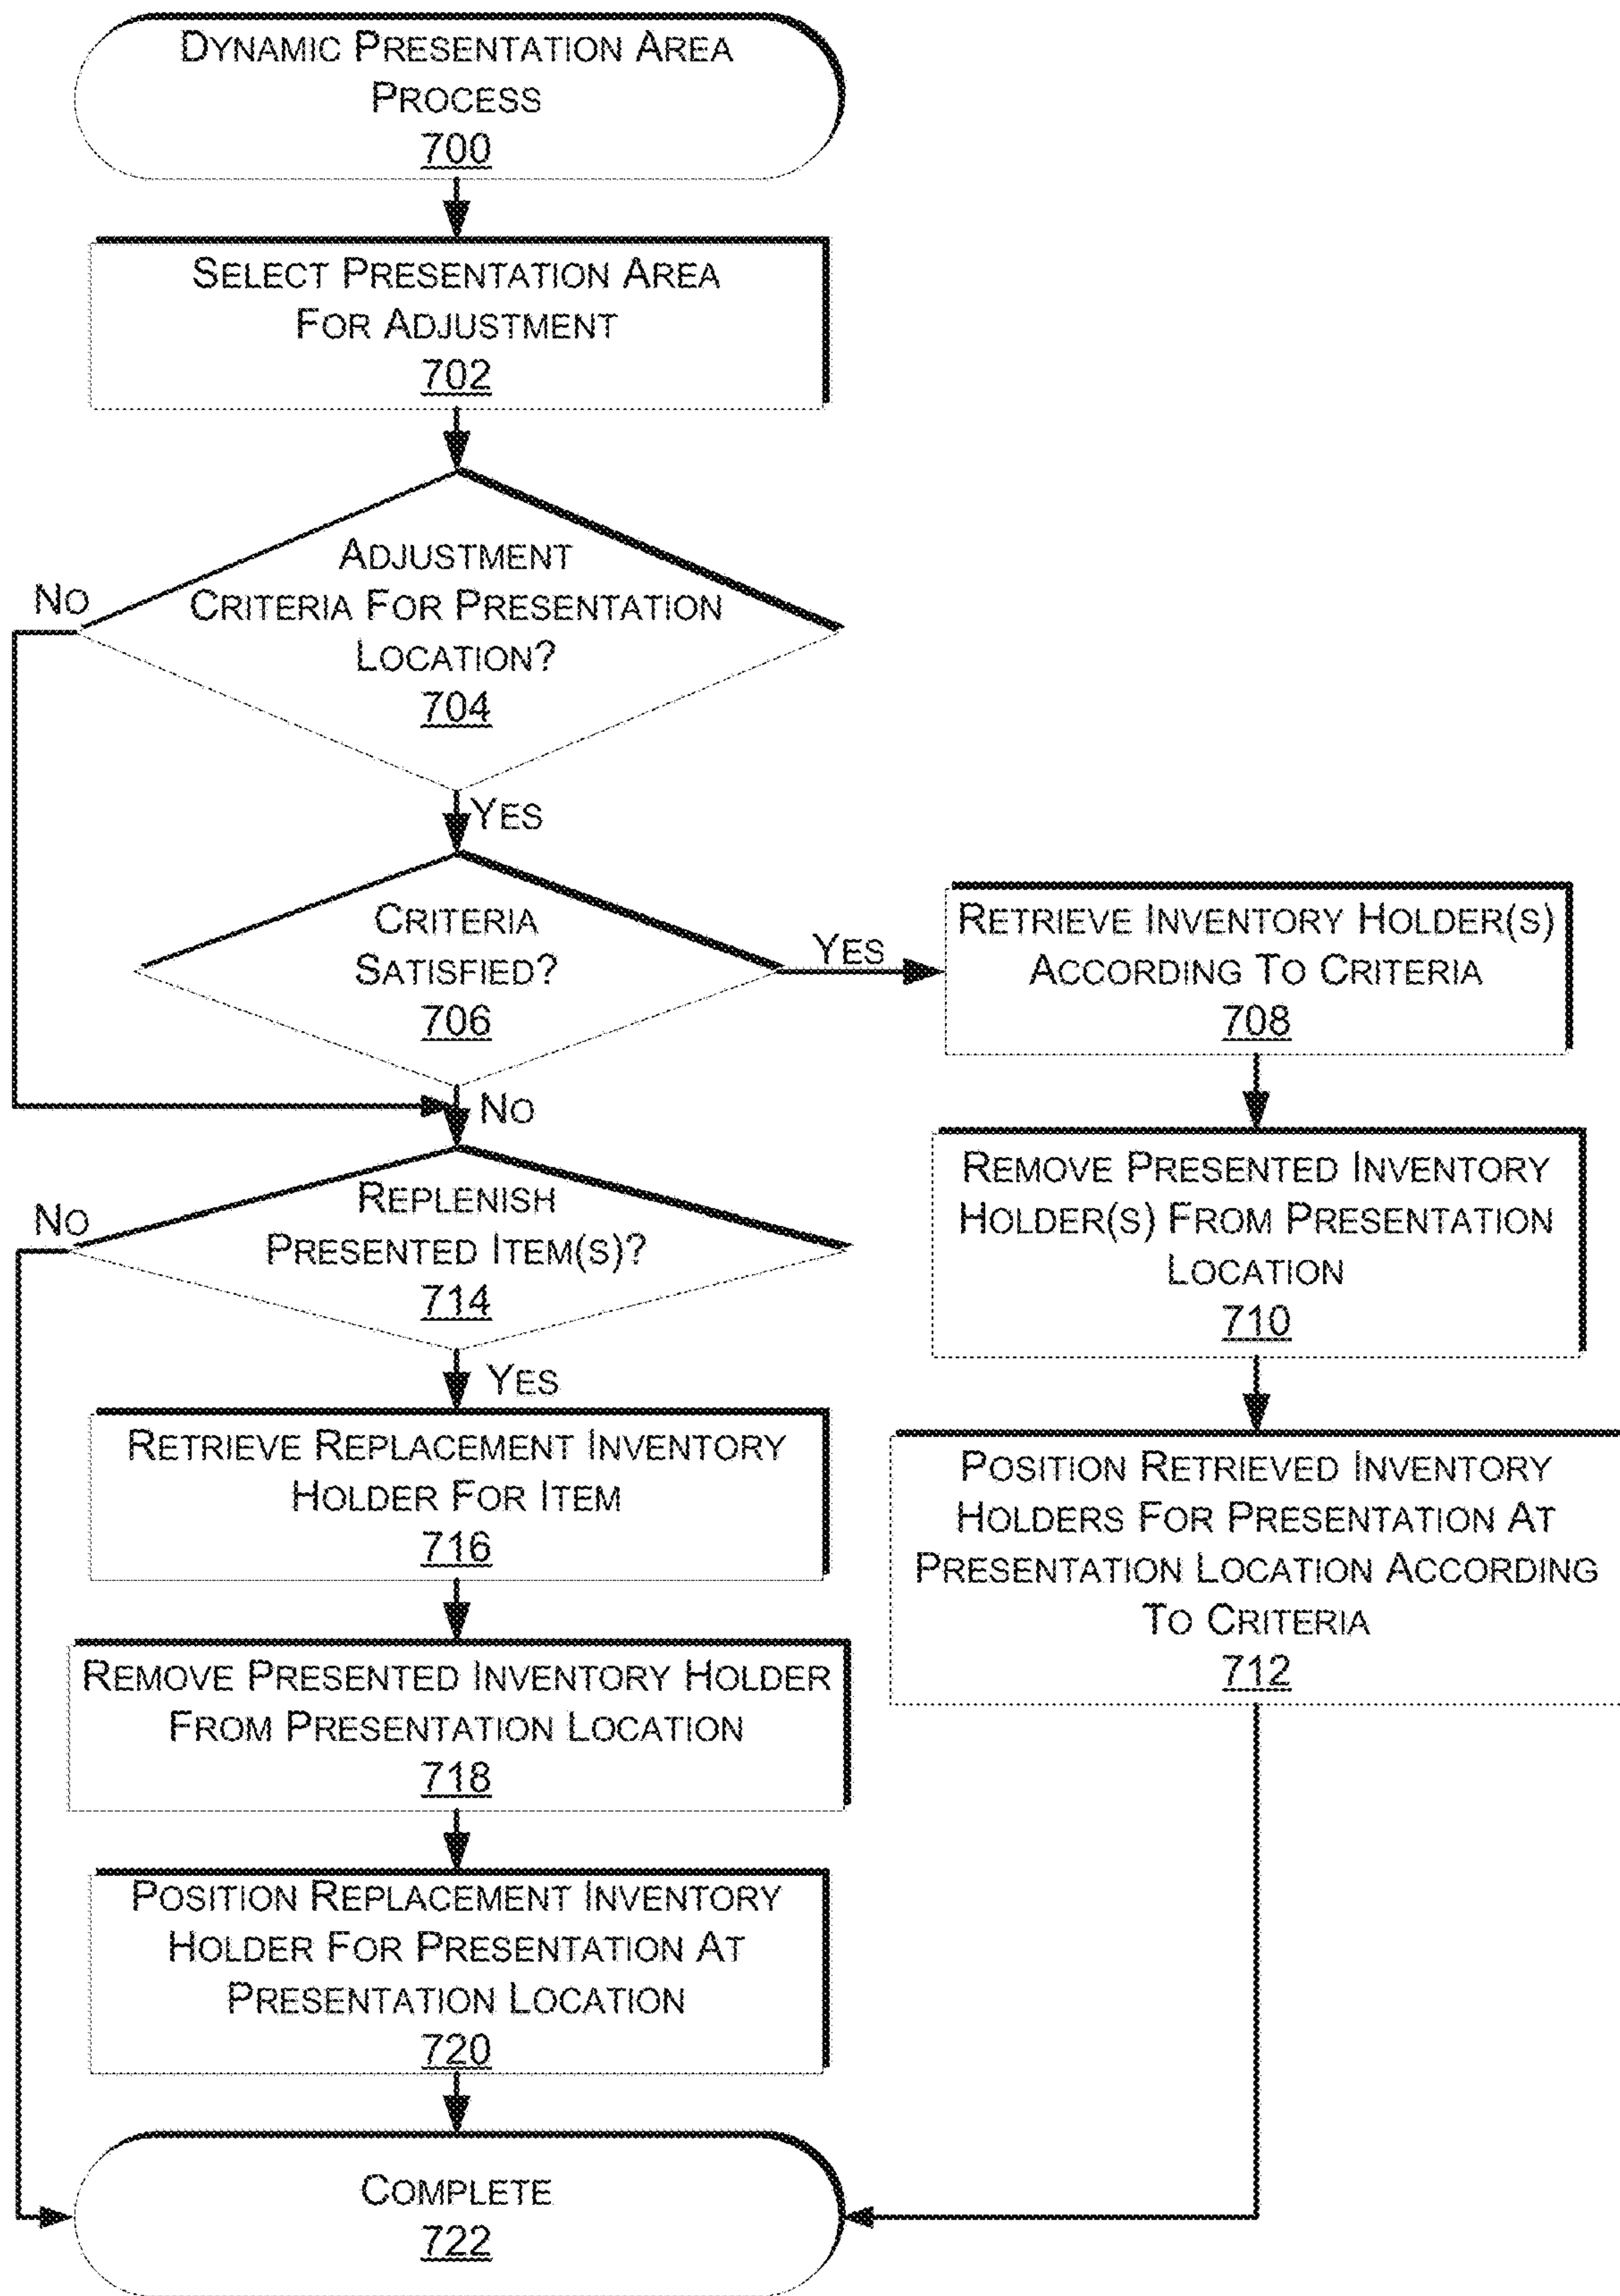 DYNAMIC PRESENTATION AREA
PROCESS
700
SELECT PRESENTATION AREA
FOR ADJUSTMENT
702
ADJUSTMENT
CRITERIA FOR PRESENTATION
LOCATION?
704
NO
YES
CRITERIA
SATISFIED?
706
YES
NO
RETRIEVE INVENTORY HOLDER(S)
ACCORDING TO CRITERIA
708
REMOVE PRESENTED INVENTORY
HOLDER(S) FROM PRESENTATION
LOCATION
710
POSITION RETRIEVED INVENTORY
HOLDERS FOR PRESENTATION AT
PRESENTATION LOCATION ACCORDING
TO CRITERIA
712
REPLENISH
PRESENTED ITEM(S)?
714
NO
YES
RETRIEVE REPLACEMENT INVENTORY
HOLDER FOR ITEM
716
REMOVE PRESENTED INVENTORY HOLDER
FROM PRESENTATION LOCATION
718
POSITION REPLACEMENT INVENTORY
HOLDER FOR PRESENTATION AT
PRESENTATION LOCATION
720
COMPLETE
722